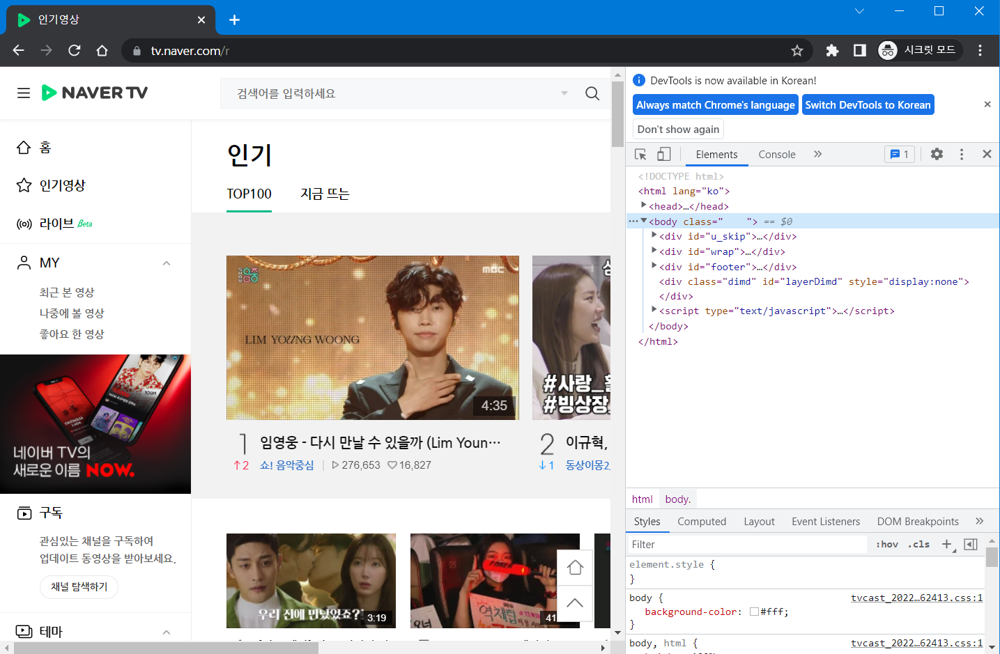 인기영상
tv.naver.com/r
시크릿 모드
NAVER TV
검색어를 입력하세요
홈
인기영상
라이브 Beta
MY
최근 본 영상
나중에 볼 영상
좋아요 한 영상
네이버 TV의
새로운 이름 NOW.
구독
관심있는 채널을 구독하여
업데이트 동영상을 받아보세요.
채널 탐색하기
테마
인기
TOP100
지금 뜨는
음중
mbc
LIM YOUNG WOONG
4:35
1
임영웅 - 다시 만날 수 있을까 (Lim Youn…
2
쇼! 음악중심
276,653
16,827
#사랑_
#빙상장
2
이규혁,
1
동상이몽2
우리 전에 만났었죠??
3:19
역체팀
41
DevTools is now available in Korean!
Always match Chrome's language
Switch DevTools to Korean
Don't show again
Elements
Console
1
<!DOCTYPE html>
<html lang="ko">
<head>…</head>
<body class="    "> == $0
<div id="u_skip">…</div>
<div id="wrap">…</div>
<div id="footer">…</div>
<div class="dimd" id="layerDimd" style="display:none">
</div>
<script type="text/javascript">…</script>
</body>
</html>
html
body.
Styles
Computed
Layout
Event Listeners
DOM Breakpoints
Filter
:hov
.cls
element.style {
}
body {
tvcast_2022…62413.css:1
background-color: #fff;
}
body, html {
tvcast_2022…62413.css:1